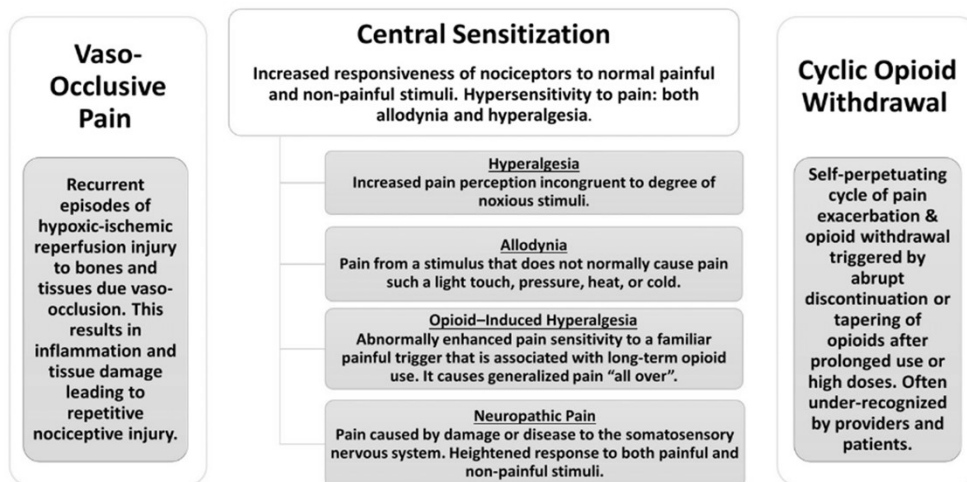 Vaso-
Occlusive
Pain
Recurrent
episodes of
hypoxic-ischemic
reperfusion injury
to bones and
tissues due vaso-
occlusion. This
results in
inflammation and
tissue damage
leading to
repetitive
nociceptive injury.
Central Sensitization
Increased responsiveness of nociceptors to normal painful
and non-painful stimuli. Hypersensitivity to pain: both
allodynia and hyperalgesia.
Hyperalgesia
Increased pain perception incongruent to degree of
noxious stimuli.
Allodynia
Pain from a stimulus that does not normally cause pain
such a light touch, pressure, heat, or cold.
Opioid–Induced Hyperalgesia
Abnormally enhanced pain sensitivity to a familiar
painful trigger that is associated with long-term opioid
use. It causes generalized pain “all over”.
Neuropathic Pain
Pain caused by damage or disease to the somatosensory
nervous system. Heightened response to both painful and
non-painful stimuli.
Cyclic Opioid
Withdrawal
Self-perpetuating
cycle of pain
exacerbation &
opioid withdrawal
triggered by
abrupt
discontinuation or
tapering of
opioids after
prolonged use or
high doses. Often
under-recognized
by providers and
patients.